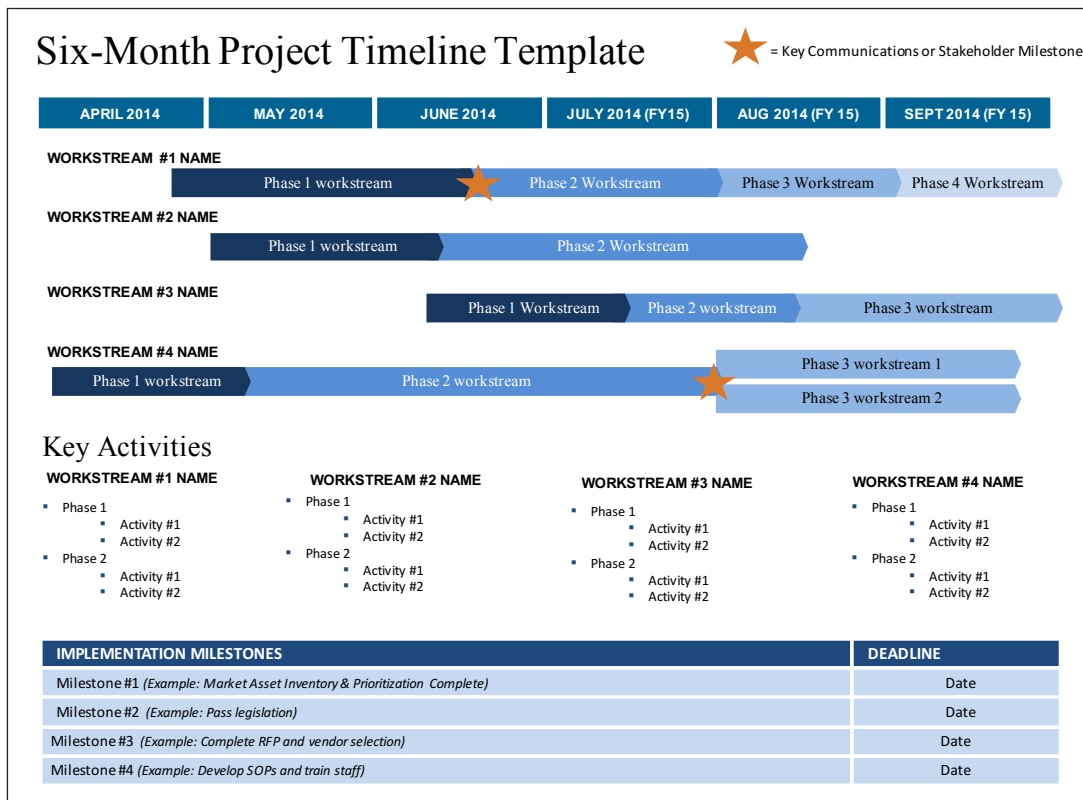 Six-Month Project Timeline Template
= Key Communications or Stakeholder Milestone
APRIL 2014
MAY 2014
JUNE 2014
JULY 2014 (FY15)
AUG 2014 (FY 15)
SEPT 2014 (FY 15)
WORKSTREAM #1 NAME
Phase 1 workstream
Phase 2 Workstream
Phase 3 Workstream
Phase 4 Workstream
WORKSTREAM #2 NAME
Phase 1 workstream
Phase 2 Workstream
WORKSTREAM #3 NAME
Phase 1 Workstream
Phase 2 workstream
Phase 3 workstream
WORKSTREAM #4 NAME
Phase 1 workstream
Phase 2 workstream
Phase 3 workstream 1
Phase 3 workstream 2
Key Activities
WORKSTREAM #1 NAME
Phase 1
Activity #1
Activity #2
Phase 2
Activity #1
Activity #2
WORKSTREAM #2 NAME
Phase 1
Activity #1
Activity #2
Phase 2
Activity #1
Activity #2
WORKSTREAM #3 NAME
Phase 1
Activity #1
Activity #2
Phase 2
Activity #1
Activity #2
WORKSTREAM #4 NAME
Phase 1
Activity #1
Activity #2
Phase 2
Activity #1
Activity #2
IMPLEMENTATION MILESTONES DEADLINE
Milestone #1 (Example: Market Asset Inventory & Prioritization Complete) Date
Milestone #2 (Example: Pass legislation) Date
Milestone #3 (Example: Complete RFP and vendor selection) Date
Milestone #4 (Example: Develop SOPs and train staff) Date